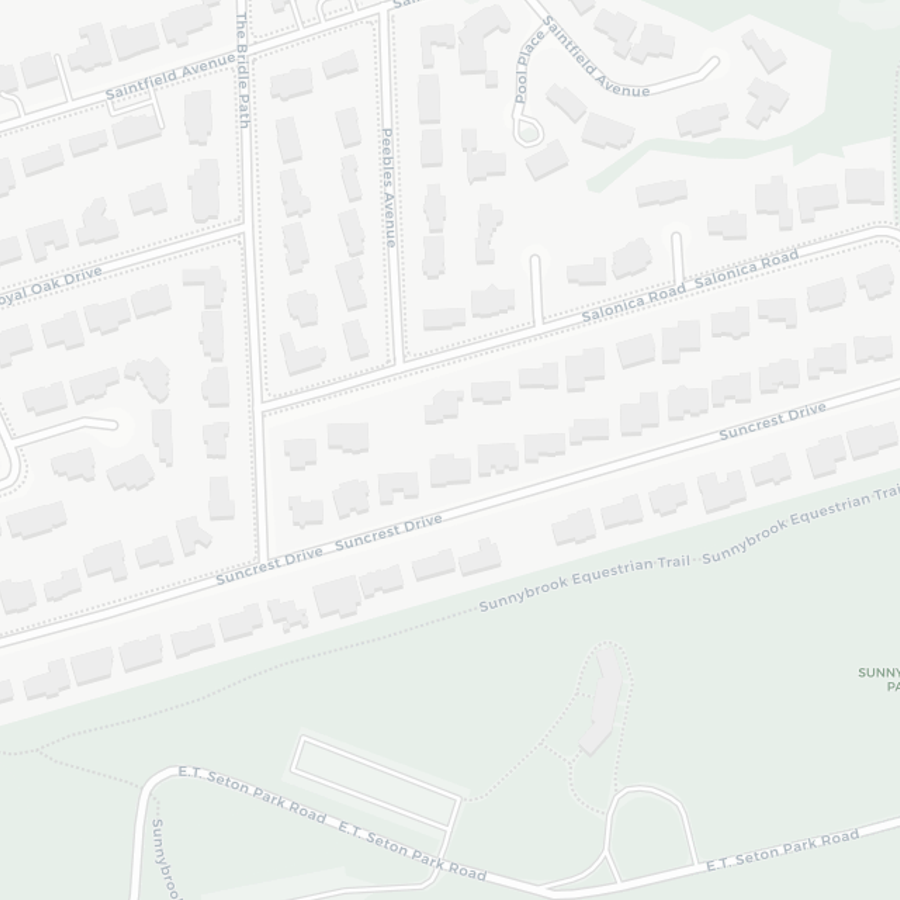 The Bridle Path
Saintfield Avenue
Pool Place
Saintfield Avenue
Peebles Avenue
Royal Oak Drive
Salonica Road
Salonica Road
Suncrest Drive
Suncrest Drive
Suncrest Drive
Sunnybrook Equestrian Trail
Sunnybrook Equestrian Trail
SUNNY
PA
E.T. Seton Park Road
E.T. Seton Park Road
E.T. Seton Park Road
Sunnybroo